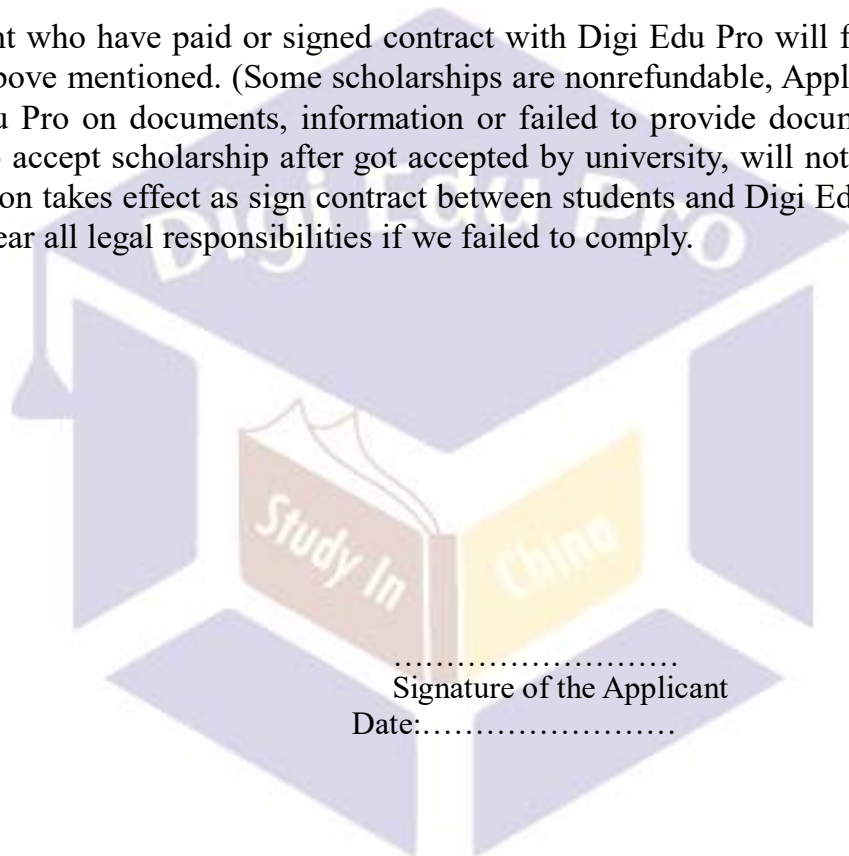 nt who have paid or signed contract with Digi Edu Pro will f
bove mentioned. (Some scholarships are nonrefundable, Appl
u Pro on documents, information or failed to provide docum
o accept scholarship after got accepted by university, will not
on takes effect as sign contract between students and Digi Ed
ear all legal responsibilities if we failed to comply.
Digi Edu Pro
Study In China
...........................
Signature of the Applicant
Date:........................